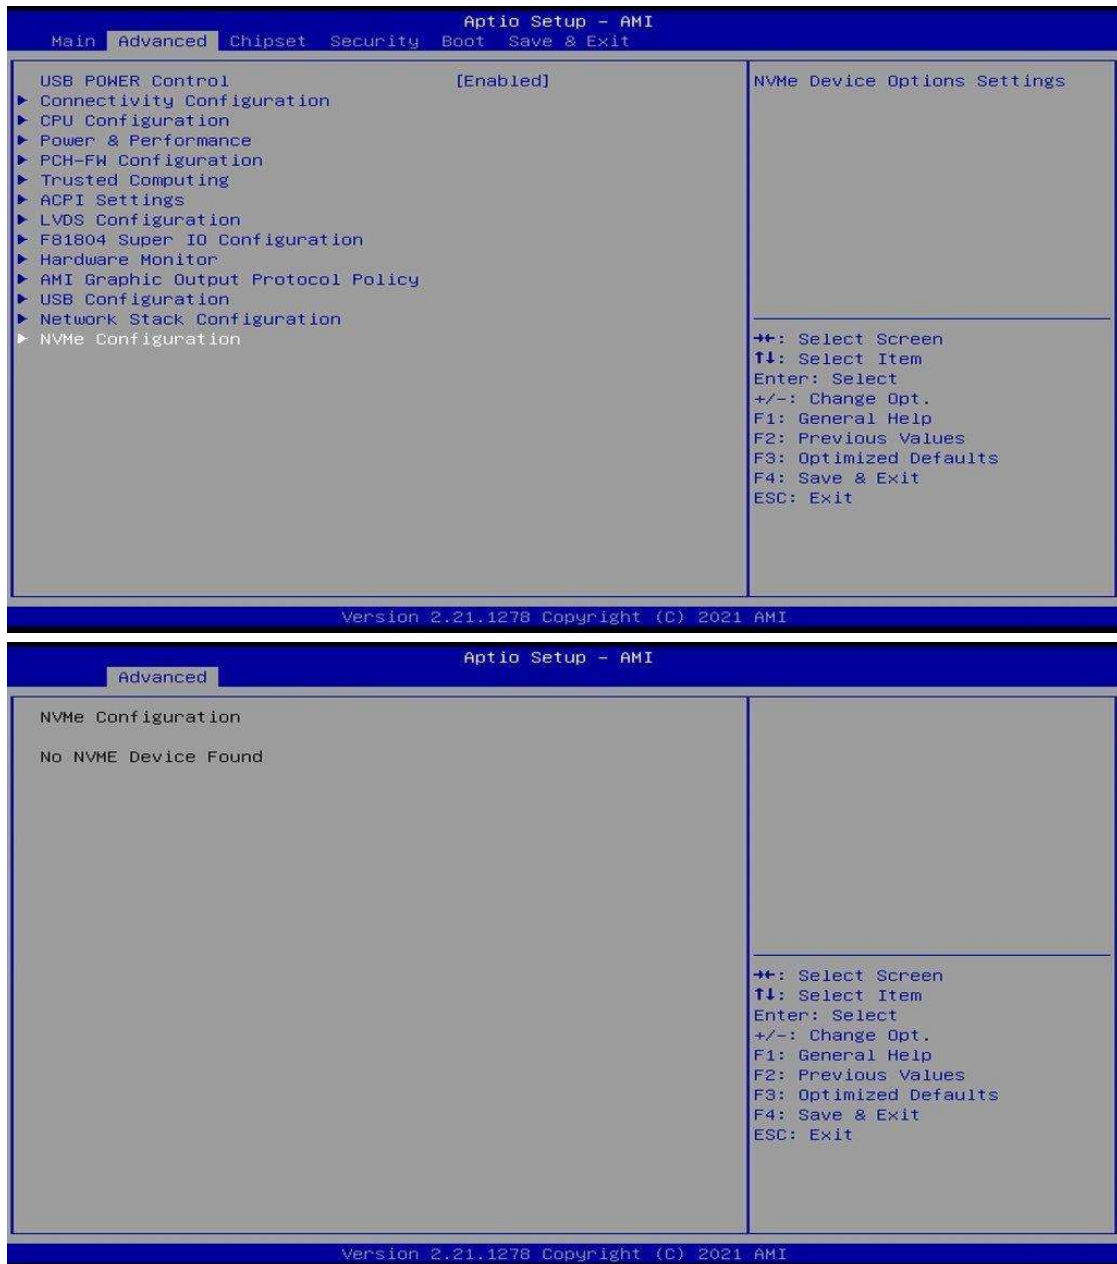 Aptio Setup – AMI
Main Advanced Chipset Security Boot Save & Exit
USB POWER Control [Enabled]
► Connectivity Configuration
► CPU Configuration
► Power & Performance
► PCH-FW Configuration
► Trusted Computing
► ACPI Settings
► LVDS Configuration
► F81804 Super IO Configuration
► Hardware Monitor
► AMI Graphic Output Protocol Policy
► USB Configuration
► Network Stack Configuration
► NVMe Configuration
NVMe Device Options Settings
→←: Select Screen
↑↓: Select Item
Enter: Select
+/-: Change Opt.
F1: General Help
F2: Previous Values
F3: Optimized Defaults
F4: Save & Exit
ESC: Exit
Version 2.21.1278 Copyright (C) 2021 AMI
Aptio Setup – AMI
Advanced
NVMe Configuration
No NVME Device Found
→←: Select Screen
↑↓: Select Item
Enter: Select
+/-: Change Opt.
F1: General Help
F2: Previous Values
F3: Optimized Defaults
F4: Save & Exit
ESC: Exit
Version 2.21.1278 Copyright (C) 2021 AMI